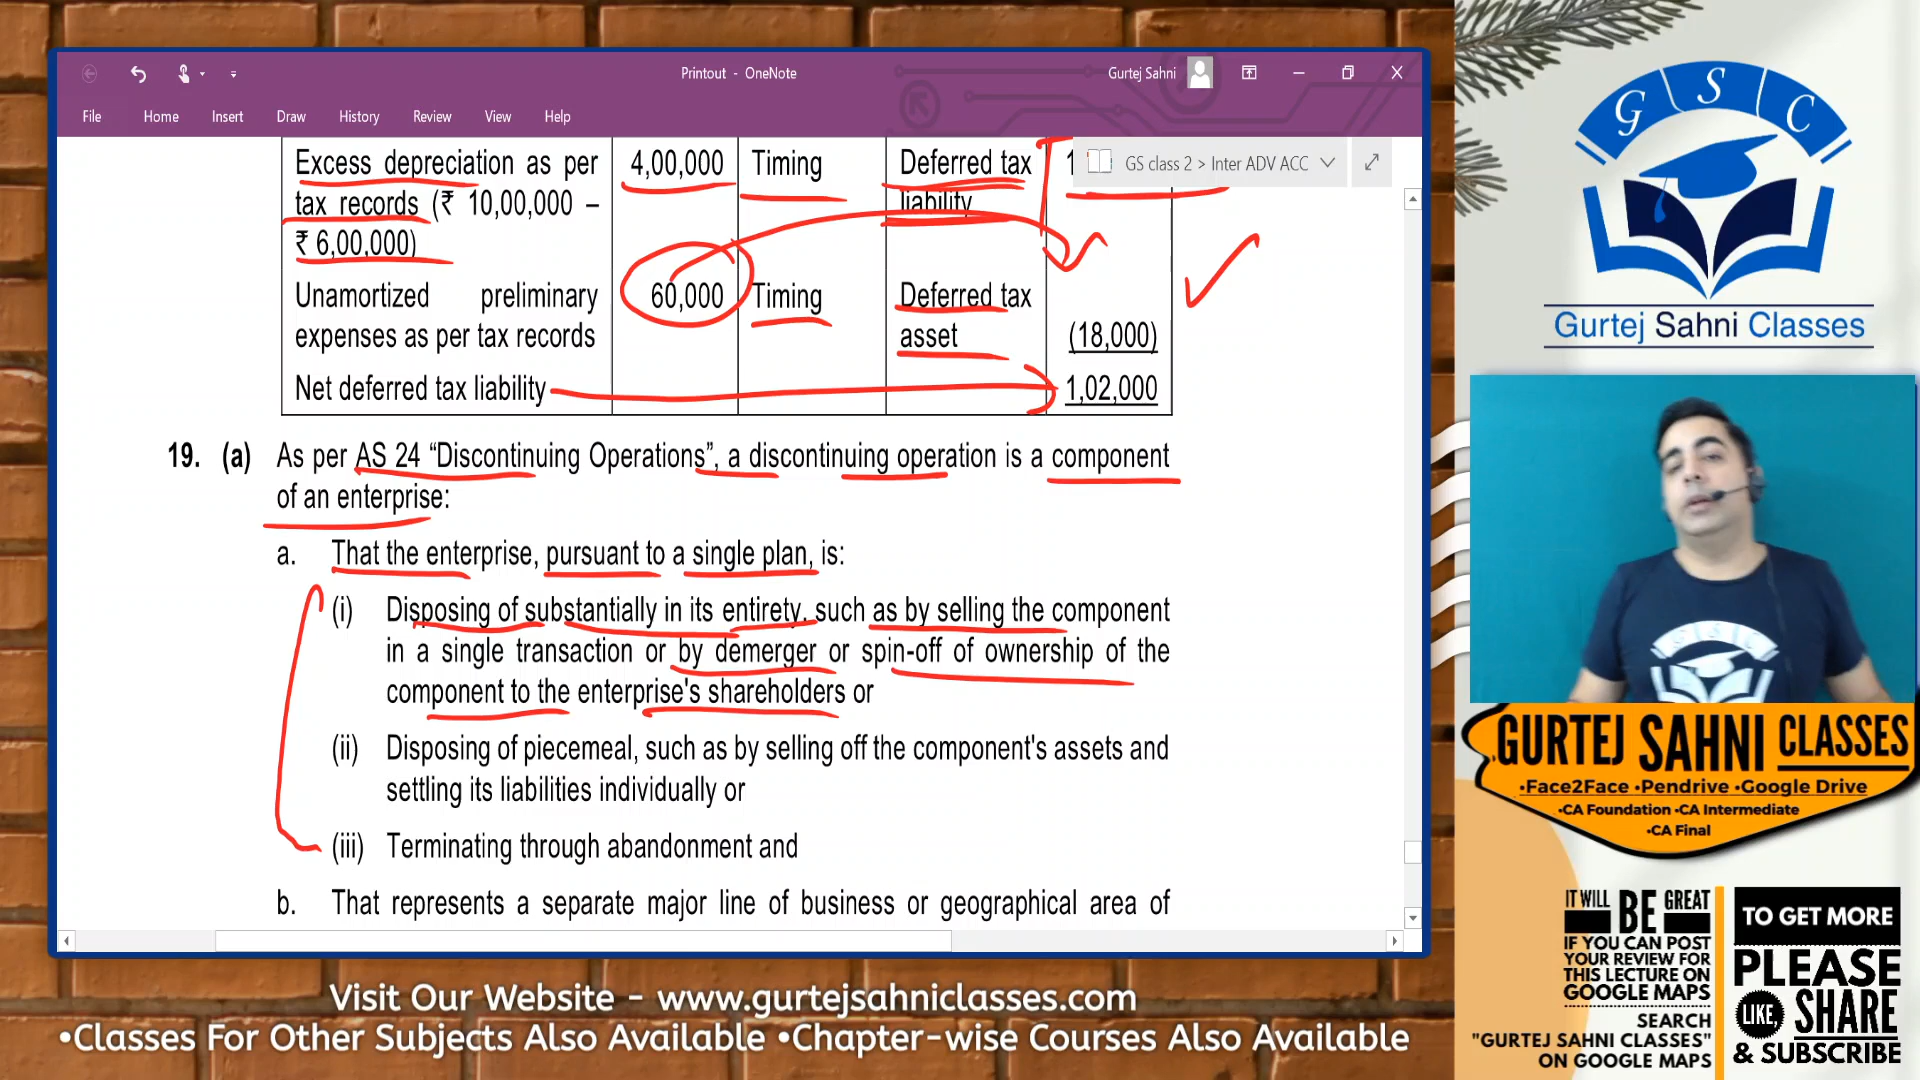 Printout - OneNote
Gurtej Sahni
File Home Insert Draw History Review View Help
GS class 2 > Inter ADV ACC
Excess depreciation as per tax records (₹ 10,00,000 – ₹ 6,00,000) 4,00,000 Timing Deferred tax liability 1
Unamortized preliminary expenses as per tax records 60,000 Timing Deferred tax asset (18,000)
Net deferred tax liability 1,02,000
19. (a) As per AS 24 “Discontinuing Operations”, a discontinuing operation is a component
of an enterprise:
a. That the enterprise, pursuant to a single plan, is:
(i) Disposing of substantially in its entirety, such as by selling the component
in a single transaction or by demerger or spin-off of ownership of the
component to the enterprise's shareholders or
(ii) Disposing of piecemeal, such as by selling off the component's assets and
settling its liabilities individually or
(iii) Terminating through abandonment and
b. That represents a separate major line of business or geographical area of
GSC
Gurtej Sahni Classes
GSC
GURTEJ SAHNI CLASSES
•Face2Face •Pendrive •Google Drive
•CA Foundation •CA Intermediate
•CA Final
IT WILL BE GREAT
IF YOU CAN POST
YOUR REVIEW FOR
THIS LECTURE ON
GOOGLE MAPS
SEARCH
"GURTEJ SAHNI CLASSES"
ON GOOGLE MAPS
TO GET MORE
PLEASE
LIKE, SHARE
& SUBSCRIBE
Visit Our Website - www.gurtejsahniclasses.com
•Classes For Other Subjects Also Available •Chapter-wise Courses Also Available